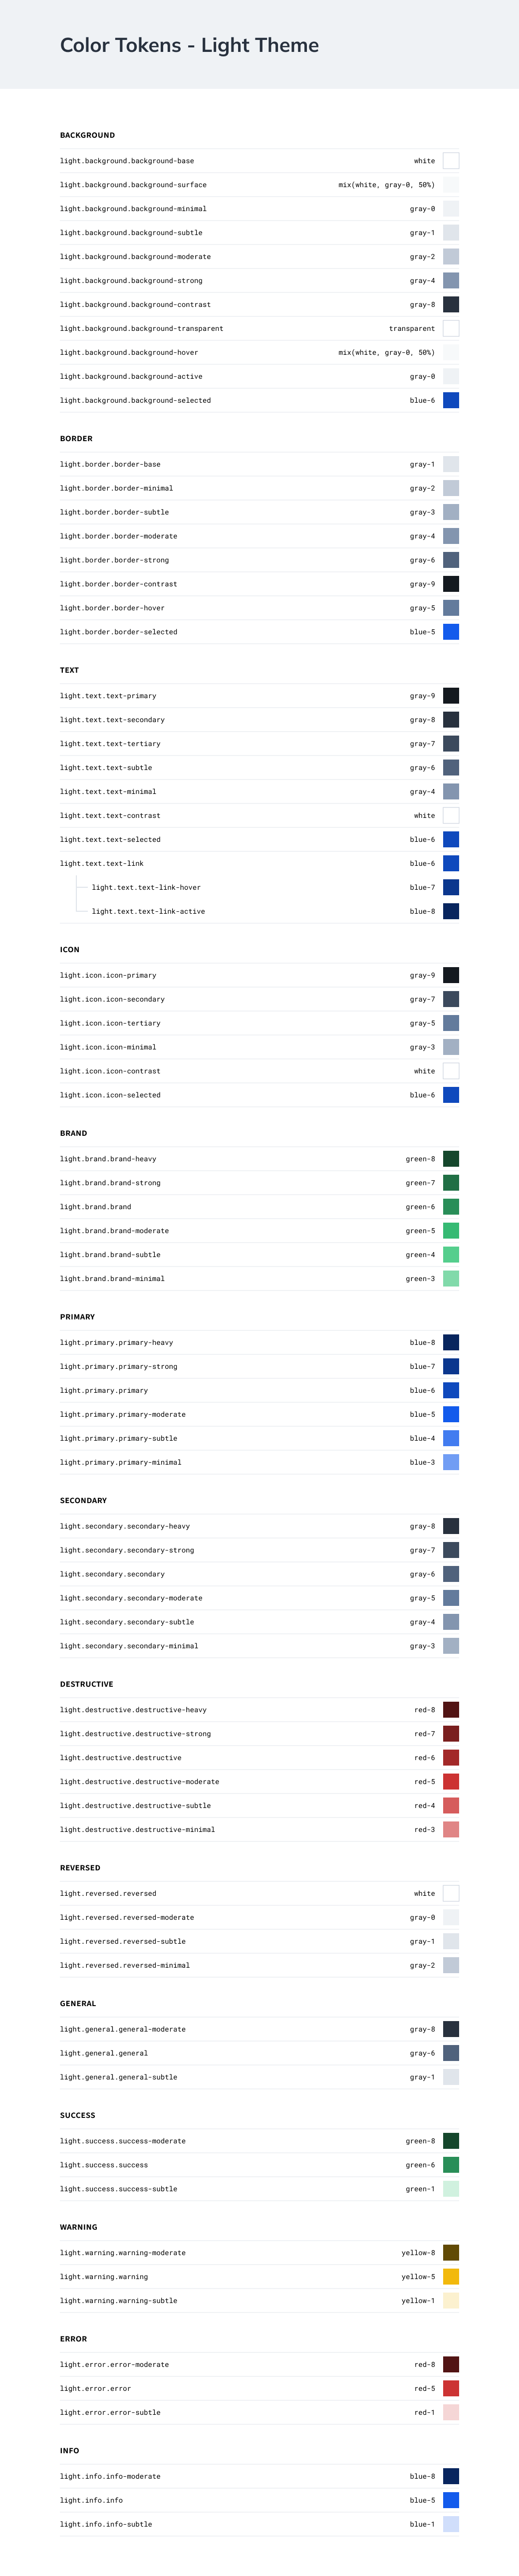 Color Tokens - Light Theme
BACKGROUND
light.background.background-base white
light.background.background-surface mix(white, gray-0, 50%)
light.background.background-minimal gray-0
light.background.background-subtle gray-1
light.background.background-moderate gray-2
light.background.background-strong gray-4
light.background.background-contrast gray-8
light.background.background-transparent transparent
light.background.background-hover mix(white, gray-0, 50%)
light.background.background-active gray-0
light.background.background-selected blue-6
BORDER
light.border.border-base gray-1
light.border.border-minimal gray-2
light.border.border-subtle gray-3
light.border.border-moderate gray-4
light.border.border-strong gray-6
light.border.border-contrast gray-9
light.border.border-hover gray-5
light.border.border-selected blue-5
TEXT
light.text.text-primary gray-9
light.text.text-secondary gray-8
light.text.text-tertiary gray-7
light.text.text-subtle gray-6
light.text.text-minimal gray-4
light.text.text-contrast white
light.text.text-selected blue-6
light.text.text-link blue-6
light.text.text-link-hover blue-7
light.text.text-link-active blue-8
ICON
light.icon.icon-primary gray-9
light.icon.icon-secondary gray-7
light.icon.icon-tertiary gray-5
light.icon.icon-minimal gray-3
light.icon.icon-contrast white
light.icon.icon-selected blue-6
BRAND
light.brand.brand-heavy green-8
light.brand.brand-strong green-7
light.brand.brand green-6
light.brand.brand-moderate green-5
light.brand.brand-subtle green-4
light.brand.brand-minimal green-3
PRIMARY
light.primary.primary-heavy blue-8
light.primary.primary-strong blue-7
light.primary.primary blue-6
light.primary.primary-moderate blue-5
light.primary.primary-subtle blue-4
light.primary.primary-minimal blue-3
SECONDARY
light.secondary.secondary-heavy gray-8
light.secondary.secondary-strong gray-7
light.secondary.secondary gray-6
light.secondary.secondary-moderate gray-5
light.secondary.secondary-subtle gray-4
light.secondary.secondary-minimal gray-3
DESTRUCTIVE
light.destructive.destructive-heavy red-8
light.destructive.destructive-strong red-7
light.destructive.destructive red-6
light.destructive.destructive-moderate red-5
light.destructive.destructive-subtle red-4
light.destructive.destructive-minimal red-3
REVERSED
light.reversed.reversed white
light.reversed.reversed-moderate gray-0
light.reversed.reversed-subtle gray-1
light.reversed.reversed-minimal gray-2
GENERAL
light.general.general-moderate gray-8
light.general.general gray-6
light.general.general-subtle gray-1
SUCCESS
light.success.success-moderate green-8
light.success.success green-6
light.success.success-subtle green-1
WARNING
light.warning.warning-moderate yellow-8
light.warning.warning yellow-5
light.warning.warning-subtle yellow-1
ERROR
light.error.error-moderate red-8
light.error.error red-5
light.error.error-subtle red-1
INFO
light.info.info-moderate blue-8
light.info.info blue-5
light.info.info-subtle blue-1